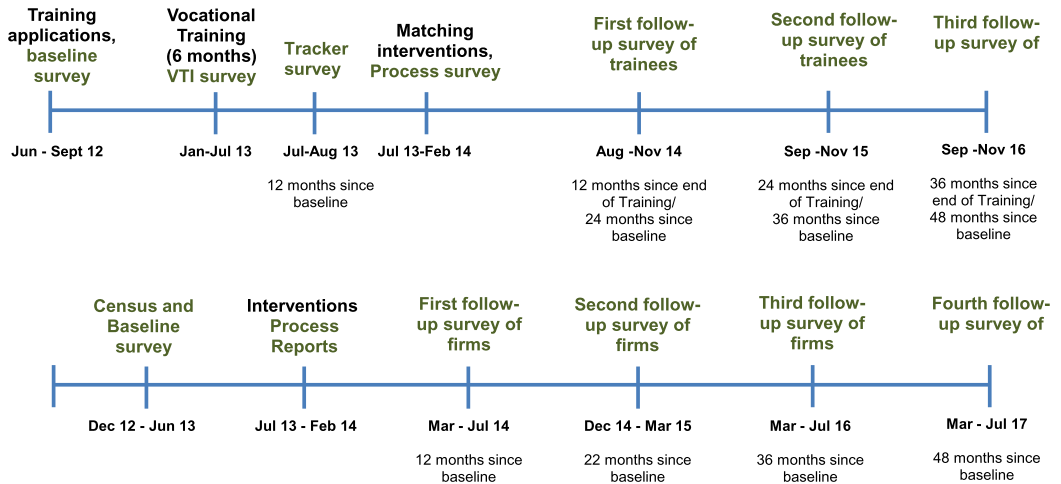 Training
applications,
baseline
survey
Vocational
Training
(6 months)
VTI survey
Tracker
survey
Matching
interventions,
Process survey
First follow-
up survey of
trainees
Second follow-
up survey of
trainees
Third follow-
up survey of
Jun - Sept 12
Jan-Jul 13
Jul-Aug 13
Jul 13-Feb 14
Aug -Nov 14
Sep -Nov 15
Sep -Nov 16
12 months since
baseline
12 months since end
of Training/
24 months since
baseline
24 months since end
of Training/
36 months since
baseline
36 months since
end of Training/
48 months since
baseline
Census and
Baseline
survey
Interventions
Process
Reports
First follow-
up survey of
firms
Second follow-
up survey of
firms
Third follow-
up survey of
firms
Fourth follow-
up survey of
Dec 12 - Jun 13
Jul 13 - Feb 14
Mar - Jul 14
Dec 14 - Mar 15
Mar - Jul 16
Mar - Jul 17
12 months since
baseline
22 months since
baseline
36 months since
baseline
48 months since
baseline